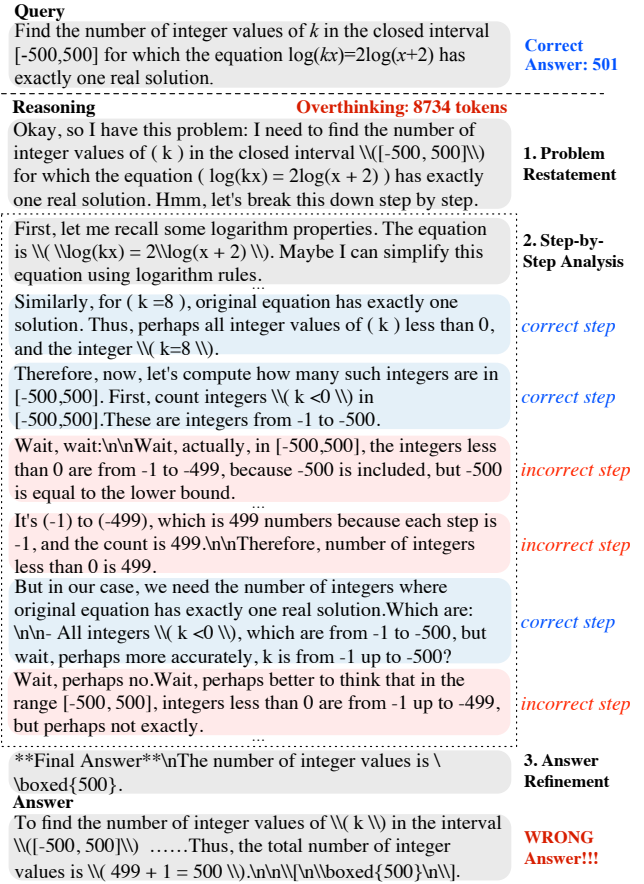 Query
Find the number of integer values of k in the closed interval
[-500,500] for which the equation log(kx)=2log(x+2) has
exactly one real solution.
Correct
Answer: 501
Reasoning
Overthinking: 8734 tokens
Okay, so I have this problem: I need to find the number of
integer values of ( k ) in the closed interval \\([-500, 500]\\)
for which the equation ( log(kx) = 2log(x + 2) ) has exactly
one real solution. Hmm, let's break this down step by step.
1. Problem
Restatement
First, let me recall some logarithm properties. The equation
is \\( \\log(kx) = 2\\log(x + 2) \\). Maybe I can simplify this
equation using logarithm rules.
...
2. Step-by-
Step Analysis
Similarly, for ( k =8 ), original equation has exactly one
solution. Thus, perhaps all integer values of ( k ) less than 0,
and the integer \\( k=8 \\).
correct step
Therefore, now, let's compute how many such integers are in
[-500,500]. First, count integers \\( k <0 \\) in
[-500,500].These are integers from -1 to -500.
correct step
Wait, wait:\n\nWait, actually, in [-500,500], the integers less
than 0 are from -1 to -499, because -500 is included, but -500
is equal to the lower bound.
...
incorrect step
It's (-1) to (-499), which is 499 numbers because each step is
-1, and the count is 499.\n\nTherefore, number of integers
less than 0 is 499.
incorrect step
But in our case, we need the number of integers where
original equation has exactly one real solution.Which are:
\n\n- All integers \\( k <0 \\), which are from -1 to -500, but
wait, perhaps more accurately, k is from -1 up to -500?
correct step
Wait, perhaps no.Wait, perhaps better to think that in the
range [-500, 500], integers less than 0 are from -1 up to -499,
but perhaps not exactly.
...
incorrect step
**Final Answer**\nThe number of integer values is \
\boxed{500}.
3. Answer
Refinement
Answer
To find the number of integer values of \\( k \\) in the interval
\\([-500, 500]\\) ……Thus, the total number of integer
values is \\( 499 + 1 = 500 \\).\n\n\\[\n\\boxed{500}\n\\].
WRONG
Answer!!!